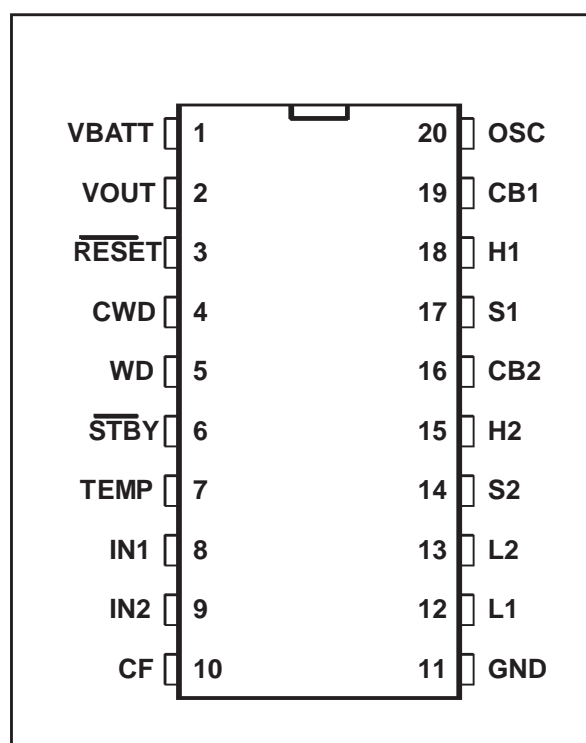 VBATT 1 20 OSC
VOUT 2 19 CB1
RESET 3 18 H1
CWD 4 17 S1
WD 5 16 CB2
STBY 6 15 H2
TEMP 7 14 S2
IN1 8 13 L2
IN2 9 12 L1
CF 10 11 GND